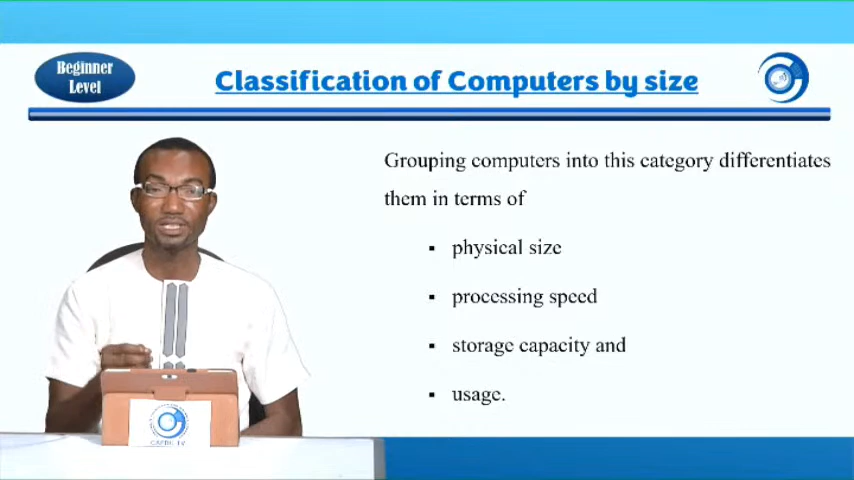 Beginner
Level
Classification of Computers by size
Grouping computers into this category differentiates
them in terms of
▪ physical size
▪ processing speed
▪ storage capacity and
▪ usage.